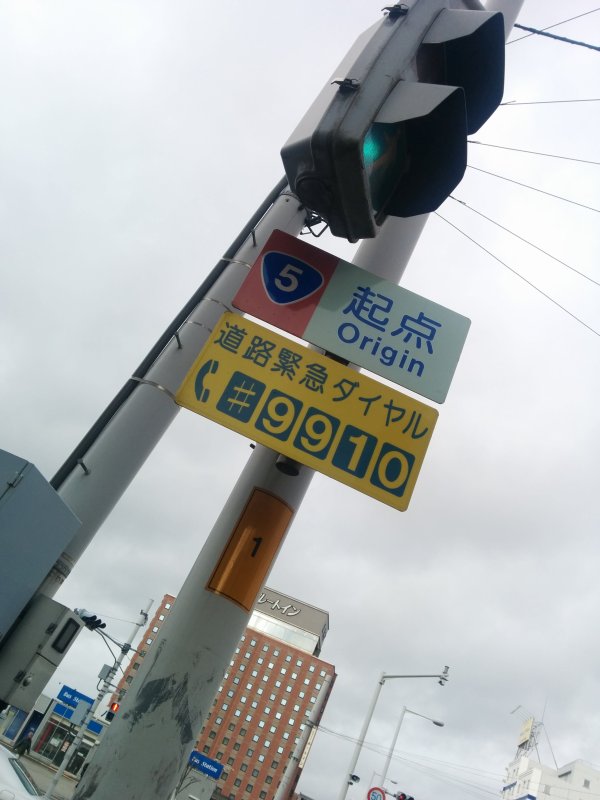 5
起点
Origin
道路緊急ダイヤル
#9910
1
ルートイン
Bus Station
50